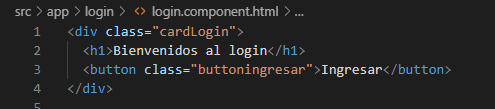 src > app > login > <> login.component.html > ...
1 <div class="cardLogin">
2 <h1>Bienvenidos al login</h1>
3 <button class="buttoningresar">Ingresar</button>
4 </div>
5